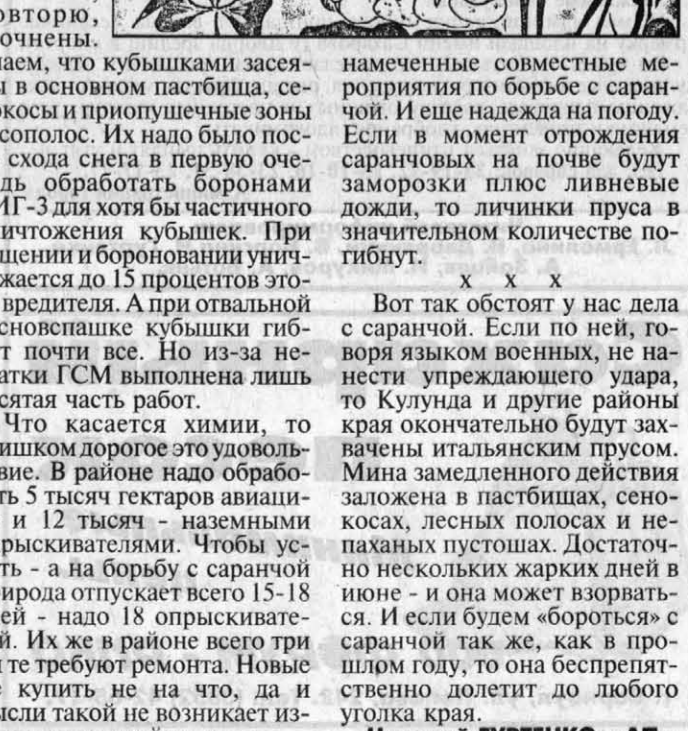 овторю,
очнены.
аем, что кубышками засея-
ы в основном пастбища, се-
окосы и приопушечные зоны
сополос. Их надо было пос-
схода снега в первую оче-
дь обработать боронами
ИГ-3 для хотя бы частичного
ичтожения кубышек. При
щении и бороновании унич-
жается до 15 процентов это-
вредителя. А при отвальной
сновспашке кубышки гиб-
т почти все. Но из-за не-
атки ГСМ выполнена лишь
сятая часть работ.
Что касается химии, то
ишком дорогое это удоволь-
вие. В районе надо обрабо-
ть 5 тысяч гектаров авиаци-
и 12 тысяч - наземными
рыскивателями. Чтобы ус-
ть - а на борьбу с саранчой
ирода отпускает всего 15-18
ей - надо 18 опрыскивате-
й. Их же в районе всего три
и те требуют ремонта. Новые
е купить не на что, да и
ысли такой не возникает из-
намеченные совместные ме-
роприятия по борьбе с саран-
чой. И еще надежда на погоду.
Если в момент отрождения
саранчовых на почве будут
заморозки плюс ливневые
дожди, то личинки пруса в
значительном количестве по-
гибнут.
х х х
Вот так обстоят у нас дела
с саранчой. Если по ней, го-
воря языком военных, не на-
нести упреждающего удара,
то Кулунда и другие районы
края окончательно будут зах-
вачены итальянским прусом.
Мина замедленного действия
заложена в пастбищах, сено-
косах, лесных полосах и не-
паханых пустошах. Достаточ-
но нескольких жарких дней в
июне - и она может взорвать-
ся. И если будем «бороться» с
саранчой так же, как в про-
шлом году, то она беспрепят-
ственно долетит до любого
уголка края.